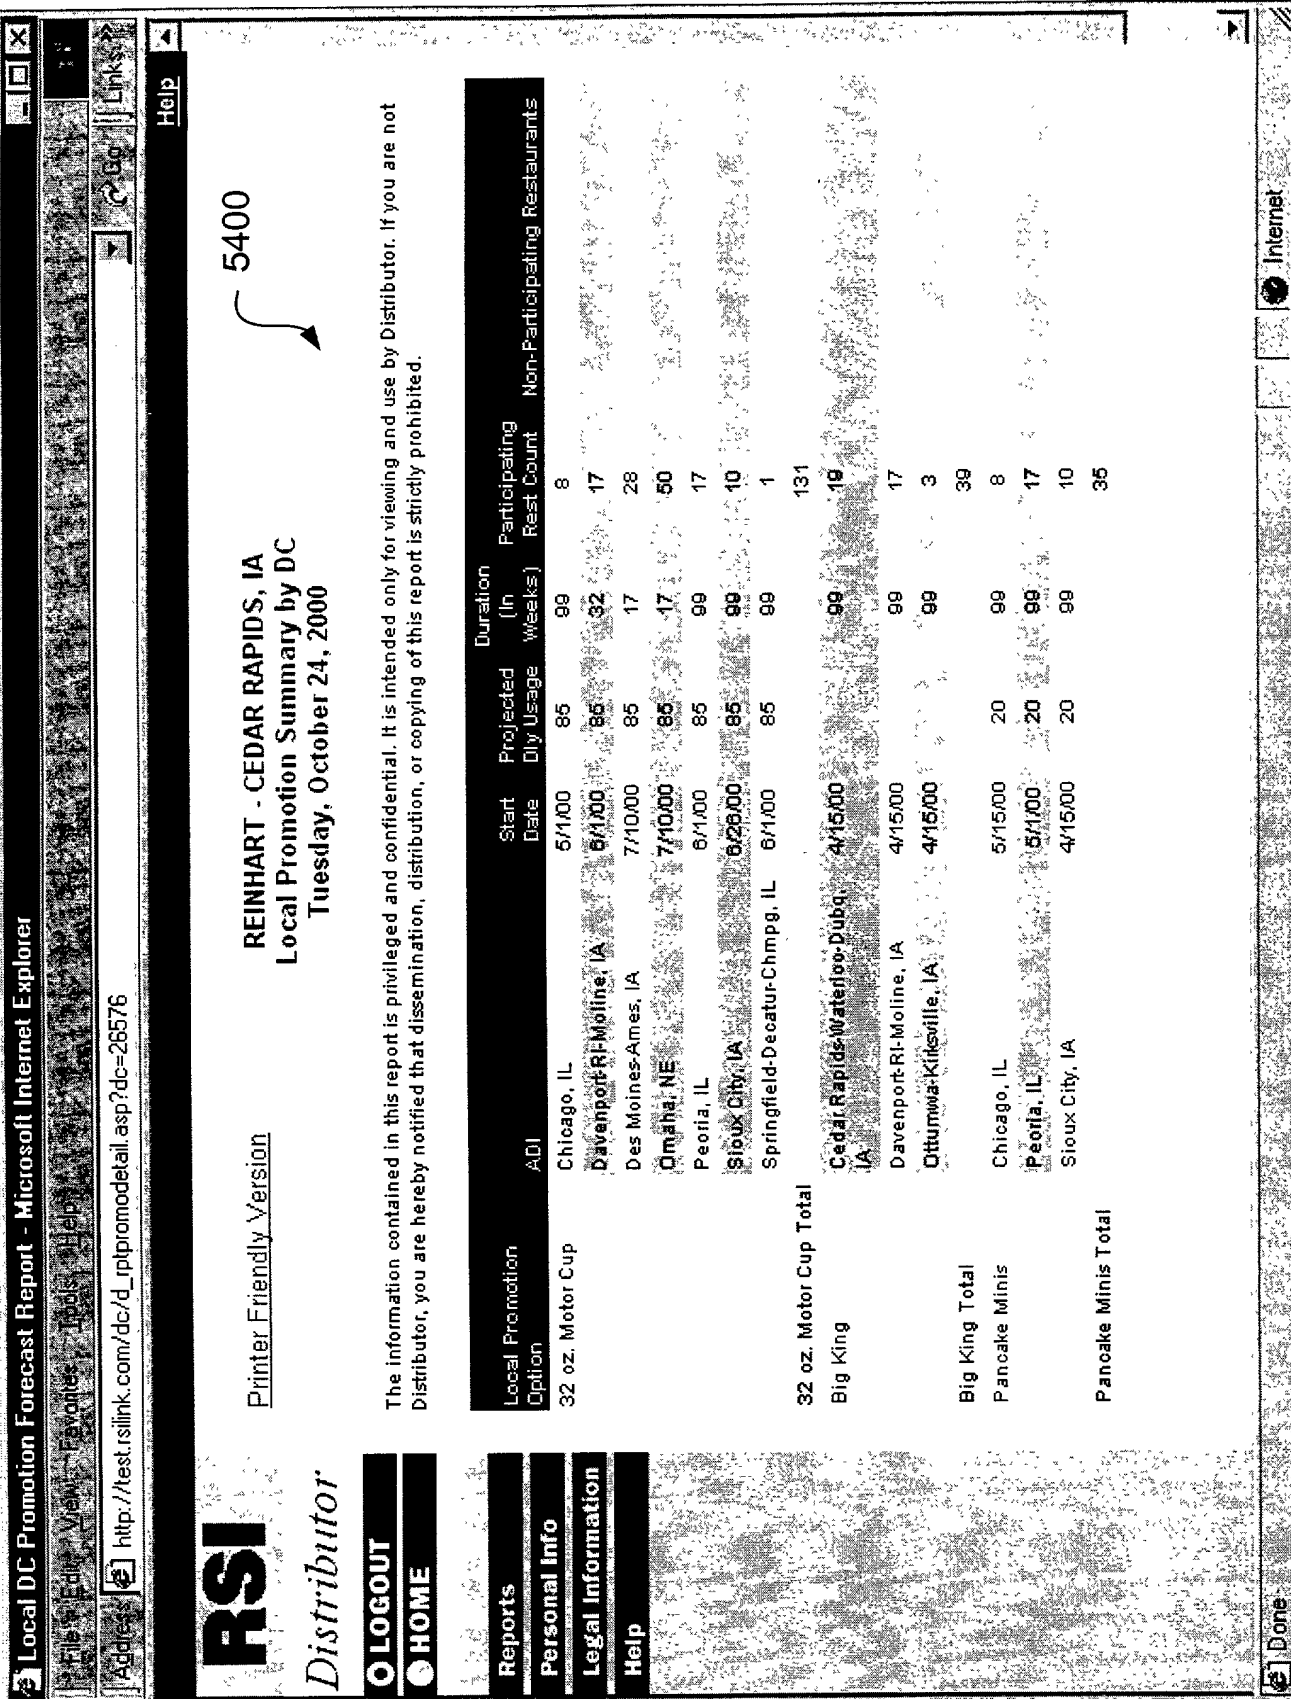 Local DC Promotion Forecast Report - Microsoft Internet Explorer
File Edit View Favorites Tools Help
Address http://test.rsilink.com/dc/d_rptpromodetail.asp?dc=26576 Go Links »
Help
RSI
Distributor
LOGOUT
HOME
Reports
Personal Info
Legal Information
Help
Printer Friendly Version
REINHART - CEDAR RAPIDS, IA
Local Promotion Summary by DC
Tuesday, October 24, 2000
5400
The information contained in this report is privileged and confidential. It is intended only for viewing and use by Distributor. If you are not
Distributor, you are hereby notified that dissemination, distribution, or copying of this report is strictly prohibited.
Local Promotion Option ADI Start Date Projected Dly Usage Duration (In Weeks) Participating Rest Count Non-Participating Restaurants
32 oz. Motor Cup Chicago, IL 5/1/00 85 99 8
Davenport-RI-Moline, IA 6/1/00 85 32 17
Des Moines-Ames, IA 7/10/00 85 17 28
Omaha, NE 7/10/00 85 17 50
Peoria, IL 6/1/00 85 99 17
Sioux City, IA 6/26/00 85 99 10
Springfield-Decatur-Chmpg, IL 6/1/00 85 99 1
32 oz. Motor Cup Total 131
Big King Cedar Rapids-Waterloo-Dubq, IA 4/15/00 99 19
Davenport-RI-Moline, IA 4/15/00 99 17
Ottumwa-Kirksville, IA 4/15/00 99 3
Big King Total 39
Pancake Minis Chicago, IL 5/15/00 20 99 8
Peoria, IL 5/1/00 20 99 17
Sioux City, IA 4/15/00 20 99 10
Pancake Minis Total 35
Done Internet